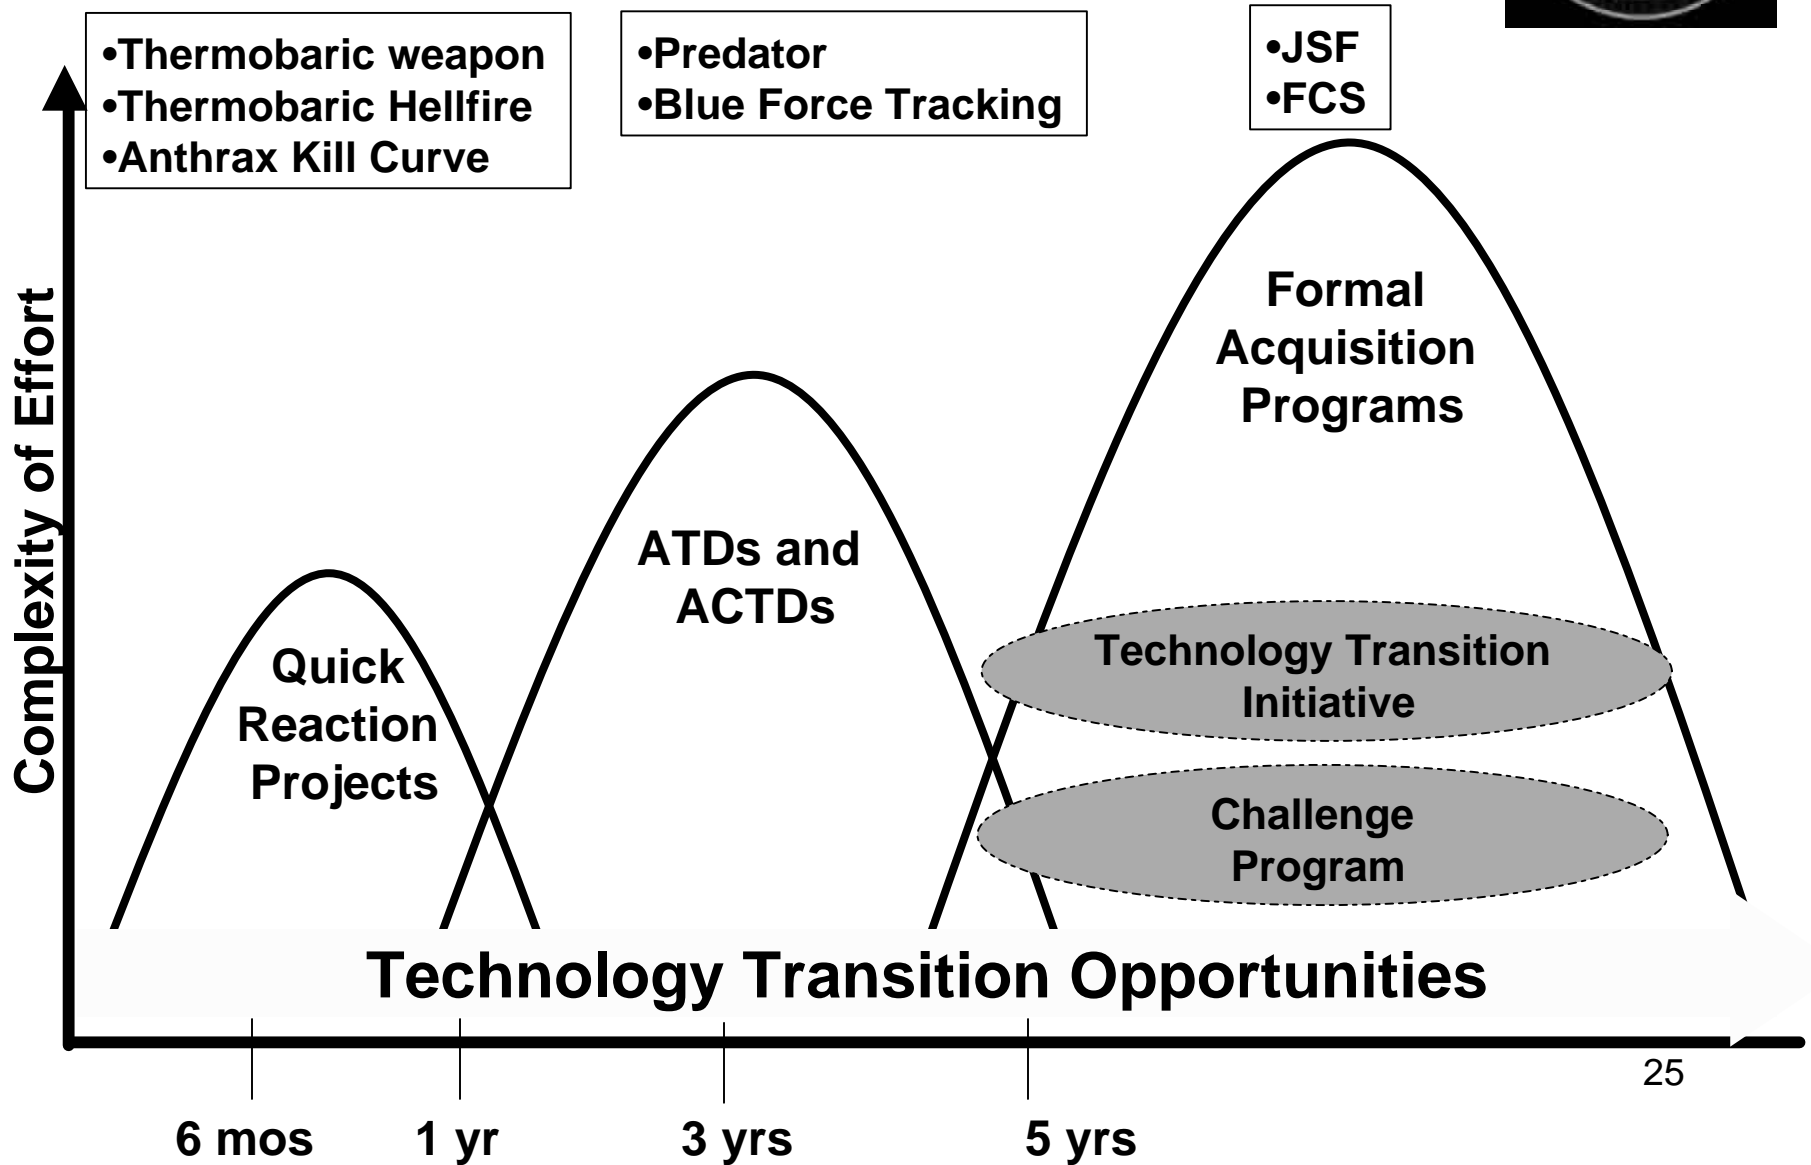 •Thermobaric weapon
•Thermobaric Hellfire
•Anthrax Kill Curve
•Predator
•Blue Force Tracking
•JSF
•FCS
Complexity of Effort
Quick
Reaction
Projects
ATDs and
ACTDs
Formal
Acquisition
Programs
Technology Transition
Initiative
Challenge
Program
Technology Transition Opportunities
25
6 mos
1 yr
3 yrs
5 yrs